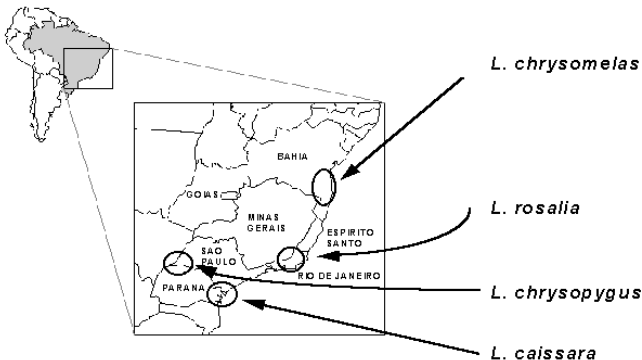 L. chrysomelas
BAHIA
GOIAS
MINAS
GERAIS
L. rosalia
ESPIRITO
SANTO
SAO
PAULO
RIO DE JANEIRO
PARANA
L. chrysopygus
L. caissara